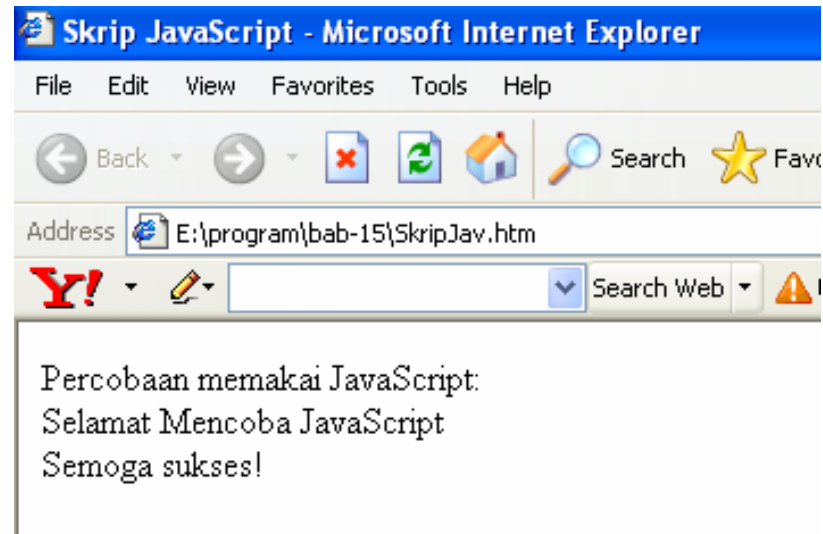 Skrip JavaScript - Microsoft Internet Explorer
File Edit View Favorites Tools Help
Back Search
Address E:\program\bab-15\SkripJav.htm
Y! Search Web
Percobaan memakai JavaScript:
Selamat Mencoba JavaScript
Semoga sukses!